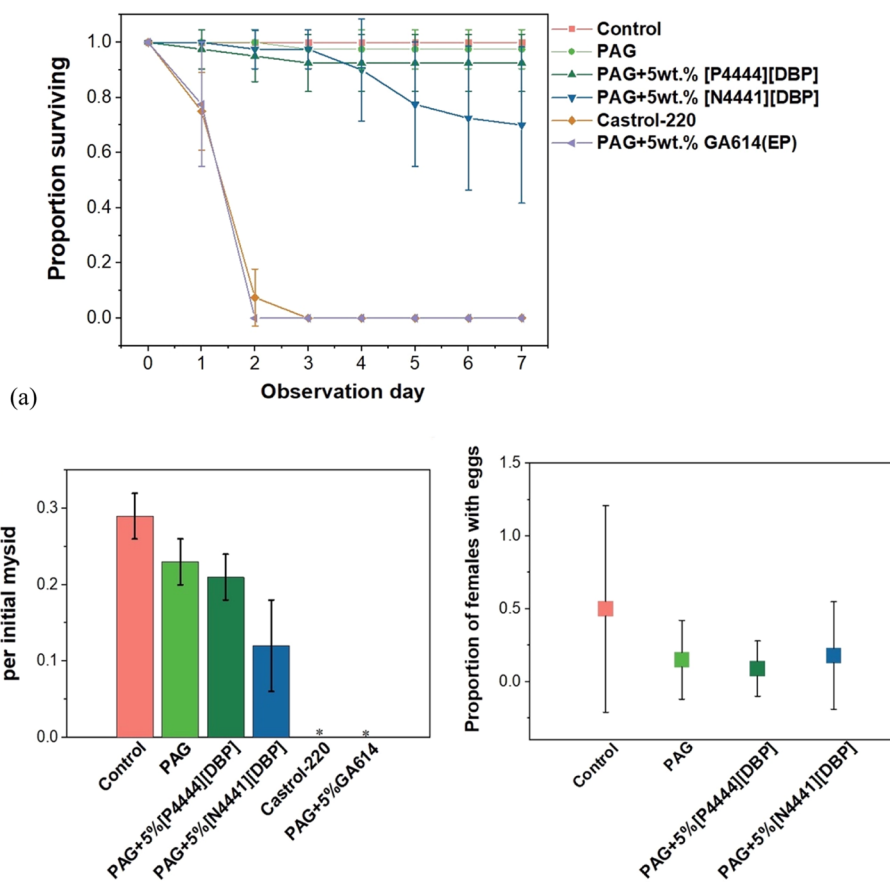 Control
PAG
PAG+5wt.% [P4444][DBP]
PAG+5wt.% [N4441][DBP]
Castrol-220
PAG+5wt.% GA614(EP)
Proportion surviving
1.0
0.8
0.6
0.4
0.2
0.0
0 1 2 3 4 5 6 7
Observation day
(a)
per initial mysid
0.3
0.2
0.1
0.0
* *
Control
PAG
PAG+5%[P4444][DBP]
PAG+5%[N4441][DBP]
Castrol-220
PAG+5%GA614
Proportion of females with eggs
1.5
1.0
0.5
0.0
Control
PAG
PAG+5%[P4444][DBP]
PAG+5%[N4441][DBP]